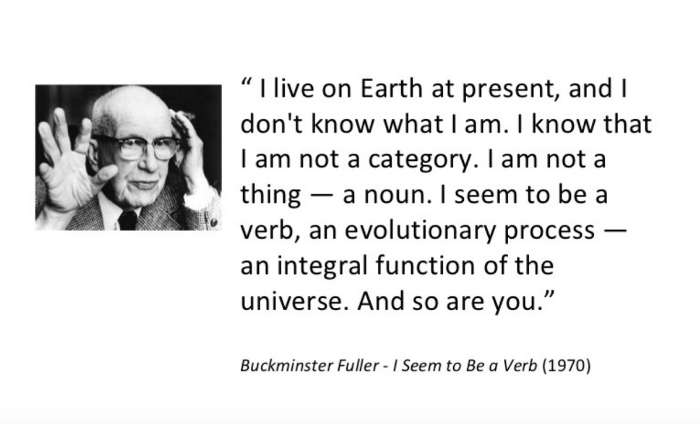 “ I live on Earth at present, and I
don't know what I am. I know that
I am not a category. I am not a
thing — a noun. I seem to be a
verb, an evolutionary process —
an integral function of the
universe. And so are you.”
Buckminster Fuller - I Seem to Be a Verb (1970)